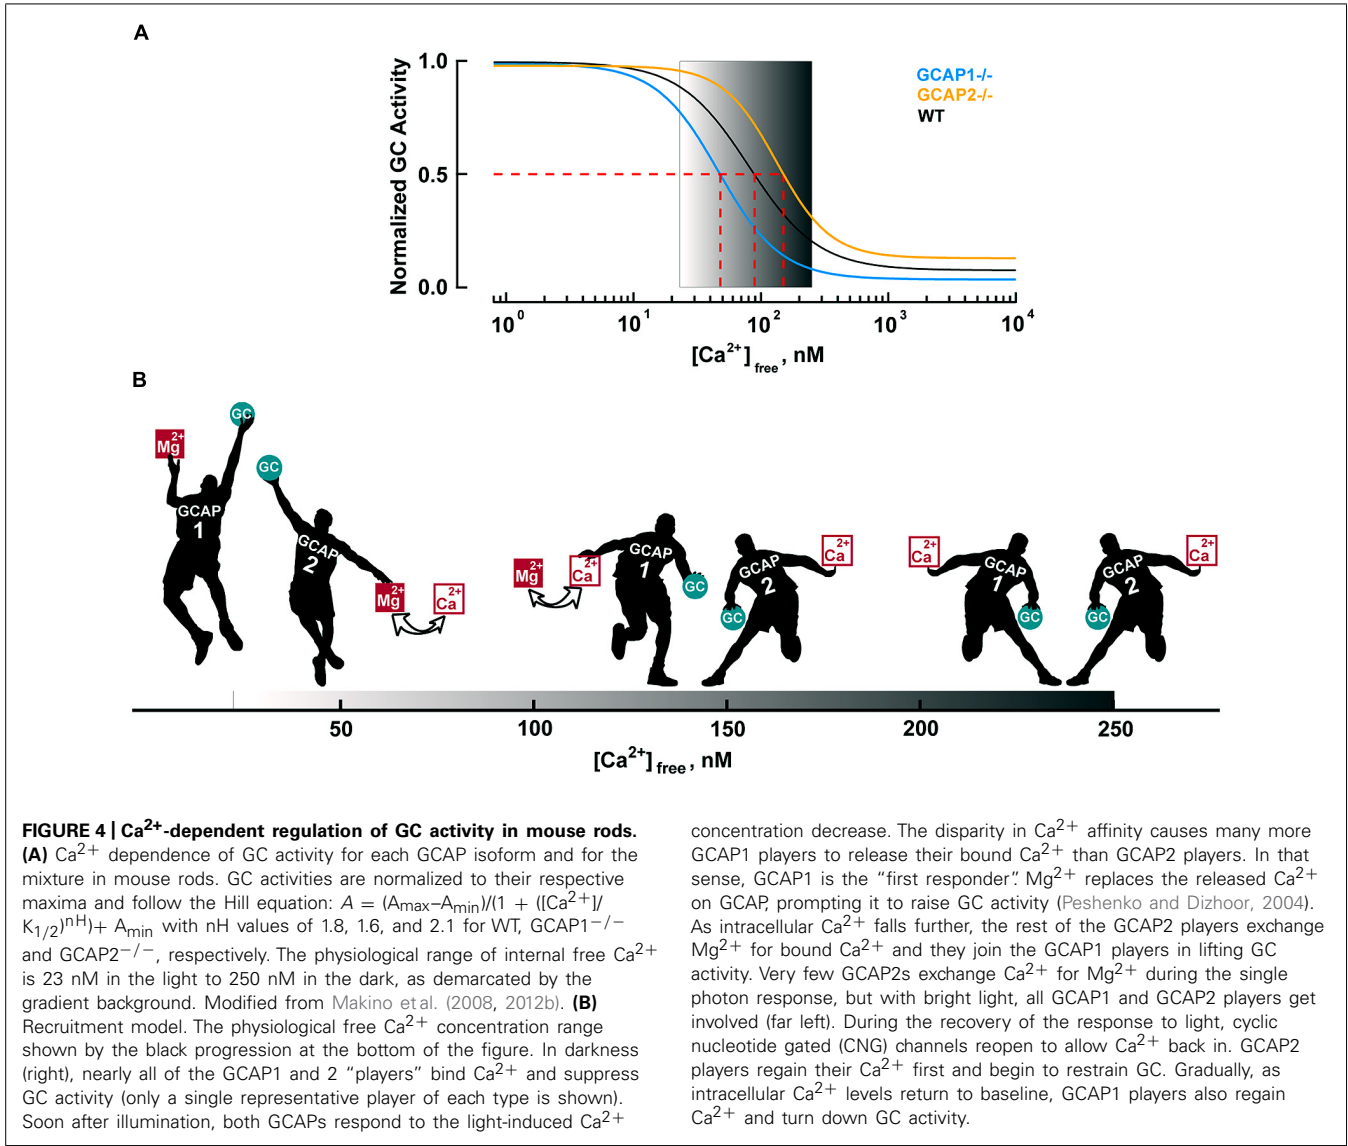 A
Normalized GC Activity
1.0
0.5
0.0
GCAP1-/-
GCAP2-/-
WT
10⁰ 10¹ 10² 10³ 10⁴
[Ca²⁺]free, nM
B
GC
Mg²⁺
GCAP 1
GC
GCAP 2
Mg²⁺
Ca²⁺
Mg²⁺
Ca²⁺
GCAP 1
GC
GCAP 2
GC
Ca²⁺
Ca²⁺
GCAP 1
GC
GCAP 2
GC
Ca²⁺
50 100 150 200 250
[Ca²⁺]free, nM
FIGURE 4 | Ca²⁺-dependent regulation of GC activity in mouse rods.
(A) Ca²⁺ dependence of GC activity for each GCAP isoform and for the
mixture in mouse rods. GC activities are normalized to their respective
maxima and follow the Hill equation: A = (Amax–Amin)/(1 + ([Ca²⁺]/
K1/2)nH)+ Amin with nH values of 1.8, 1.6, and 2.1 for WT, GCAP1−/−
and GCAP2−/−, respectively. The physiological range of internal free Ca²⁺
is 23 nM in the light to 250 nM in the dark, as demarcated by the
gradient background. Modified from Makino et al. (2008, 2012b). (B)
Recruitment model. The physiological free Ca²⁺ concentration range
shown by the black progression at the bottom of the figure. In darkness
(right), nearly all of the GCAP1 and 2 “players” bind Ca²⁺ and suppress
GC activity (only a single representative player of each type is shown).
Soon after illumination, both GCAPs respond to the light-induced Ca²⁺
concentration decrease. The disparity in Ca²⁺ affinity causes many more
GCAP1 players to release their bound Ca²⁺ than GCAP2 players. In that
sense, GCAP1 is the “first responder”. Mg²⁺ replaces the released Ca²⁺
on GCAP, prompting it to raise GC activity (Peshenko and Dizhoor, 2004).
As intracellular Ca²⁺ falls further, the rest of the GCAP2 players exchange
Mg²⁺ for bound Ca²⁺ and they join the GCAP1 players in lifting GC
activity. Very few GCAP2s exchange Ca²⁺ for Mg²⁺ during the single
photon response, but with bright light, all GCAP1 and GCAP2 players get
involved (far left). During the recovery of the response to light, cyclic
nucleotide gated (CNG) channels reopen to allow Ca²⁺ back in. GCAP2
players regain their Ca²⁺ first and begin to restrain GC. Gradually, as
intracellular Ca²⁺ levels return to baseline, GCAP1 players also regain
Ca²⁺ and turn down GC activity.